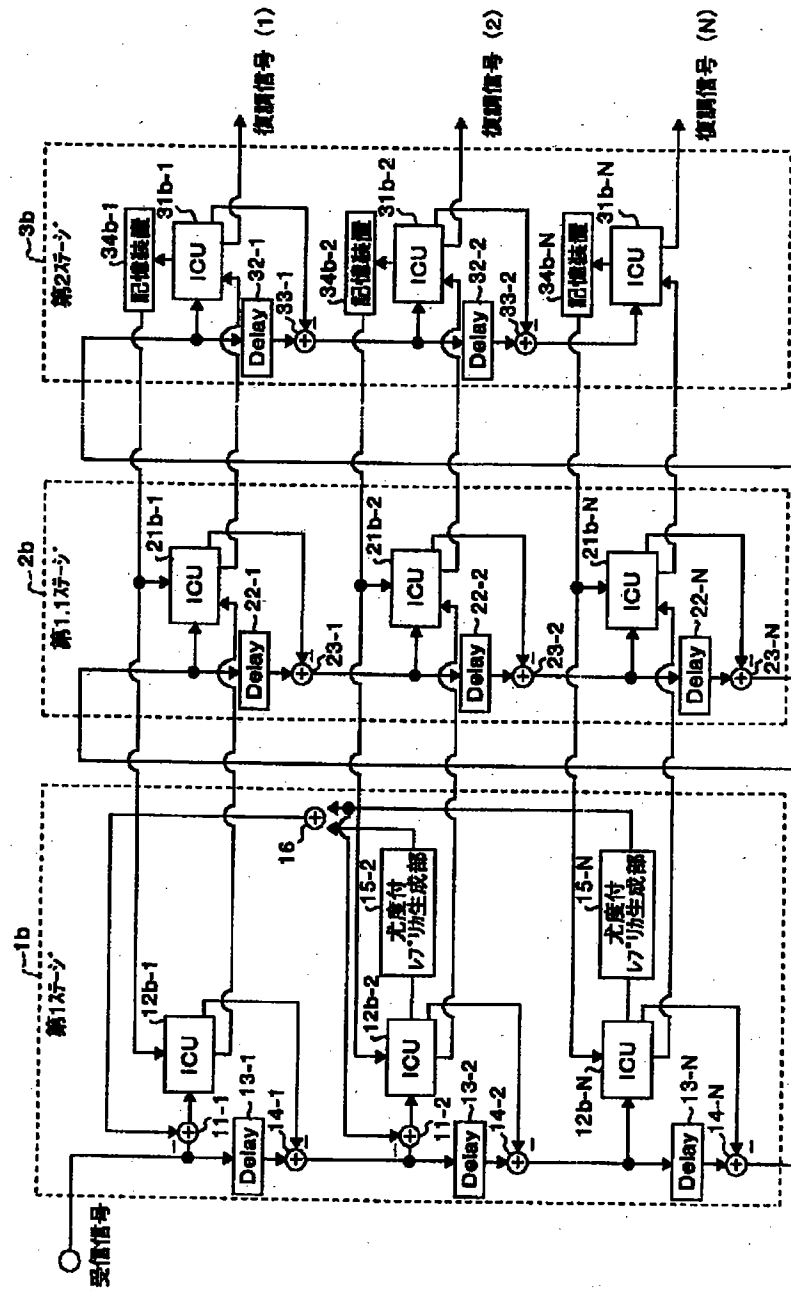 受信信号
第1ステージ
1b
12b-1
ICU
11-1
−
Delay
13-1
14-1
−
16
15-2
尤度付
レプリカ生成部
12b-2
ICU
11-2
−
Delay
13-2
14-2
−
15-N
尤度付
レプリカ生成部
12b-N
ICU
Delay
13-N
14-N
−
第1.1ステージ
2b
21b-1
ICU
Delay
22-1
23-1
−
21b-2
ICU
Delay
22-2
23-2
−
21b-N
ICU
Delay
22-N
23-N
−
第2ステージ
3b
34b-1
記憶装置
31b-1
ICU
Delay
32-1
33-1
−
復調信号 (1)
34b-2
記憶装置
31b-2
ICU
Delay
32-2
33-2
−
復調信号 (2)
34b-N
記憶装置
31b-N
ICU
復調信号 (N)